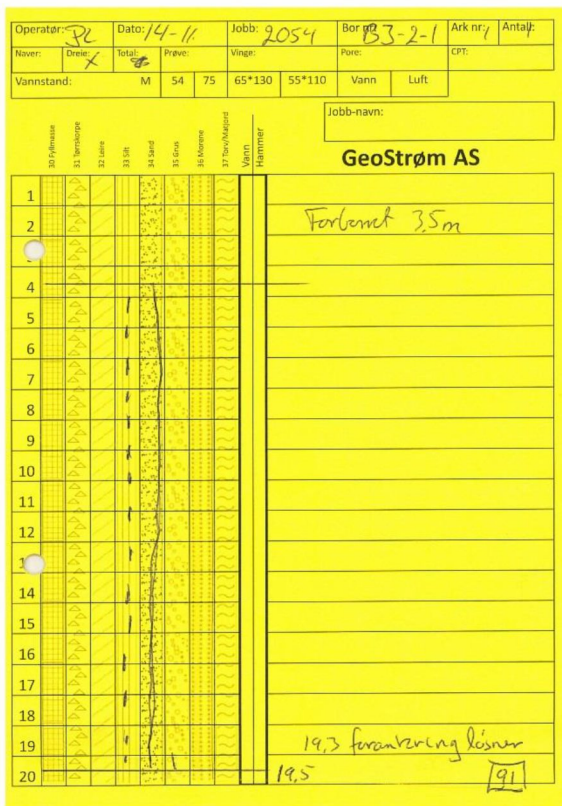 Operatør: PL Dato: 14-11 Jobb: 2054 Bor nr: B3-2-1 Ark nr: 1 Antall: 1
Naver: Dreie: X Total: Prøve: Vinge: Pore: CPT:
Vannstand: M 54 75 65*130 55*110 Vann Luft
Jobb-navn:
30 Fyllmasse
31 Tørrskorpe
32 Leire
33 Silt
34 Sand
35 Grus
36 Morene
37 Torv/Matjord
Vann
Hammer
GeoStrøm AS
1
2 Forboret 3,5m
4
5
6
7
8
9
10
11
12
14
15
16
17
18
19 19,3 forankring løsner
20 19,5 91